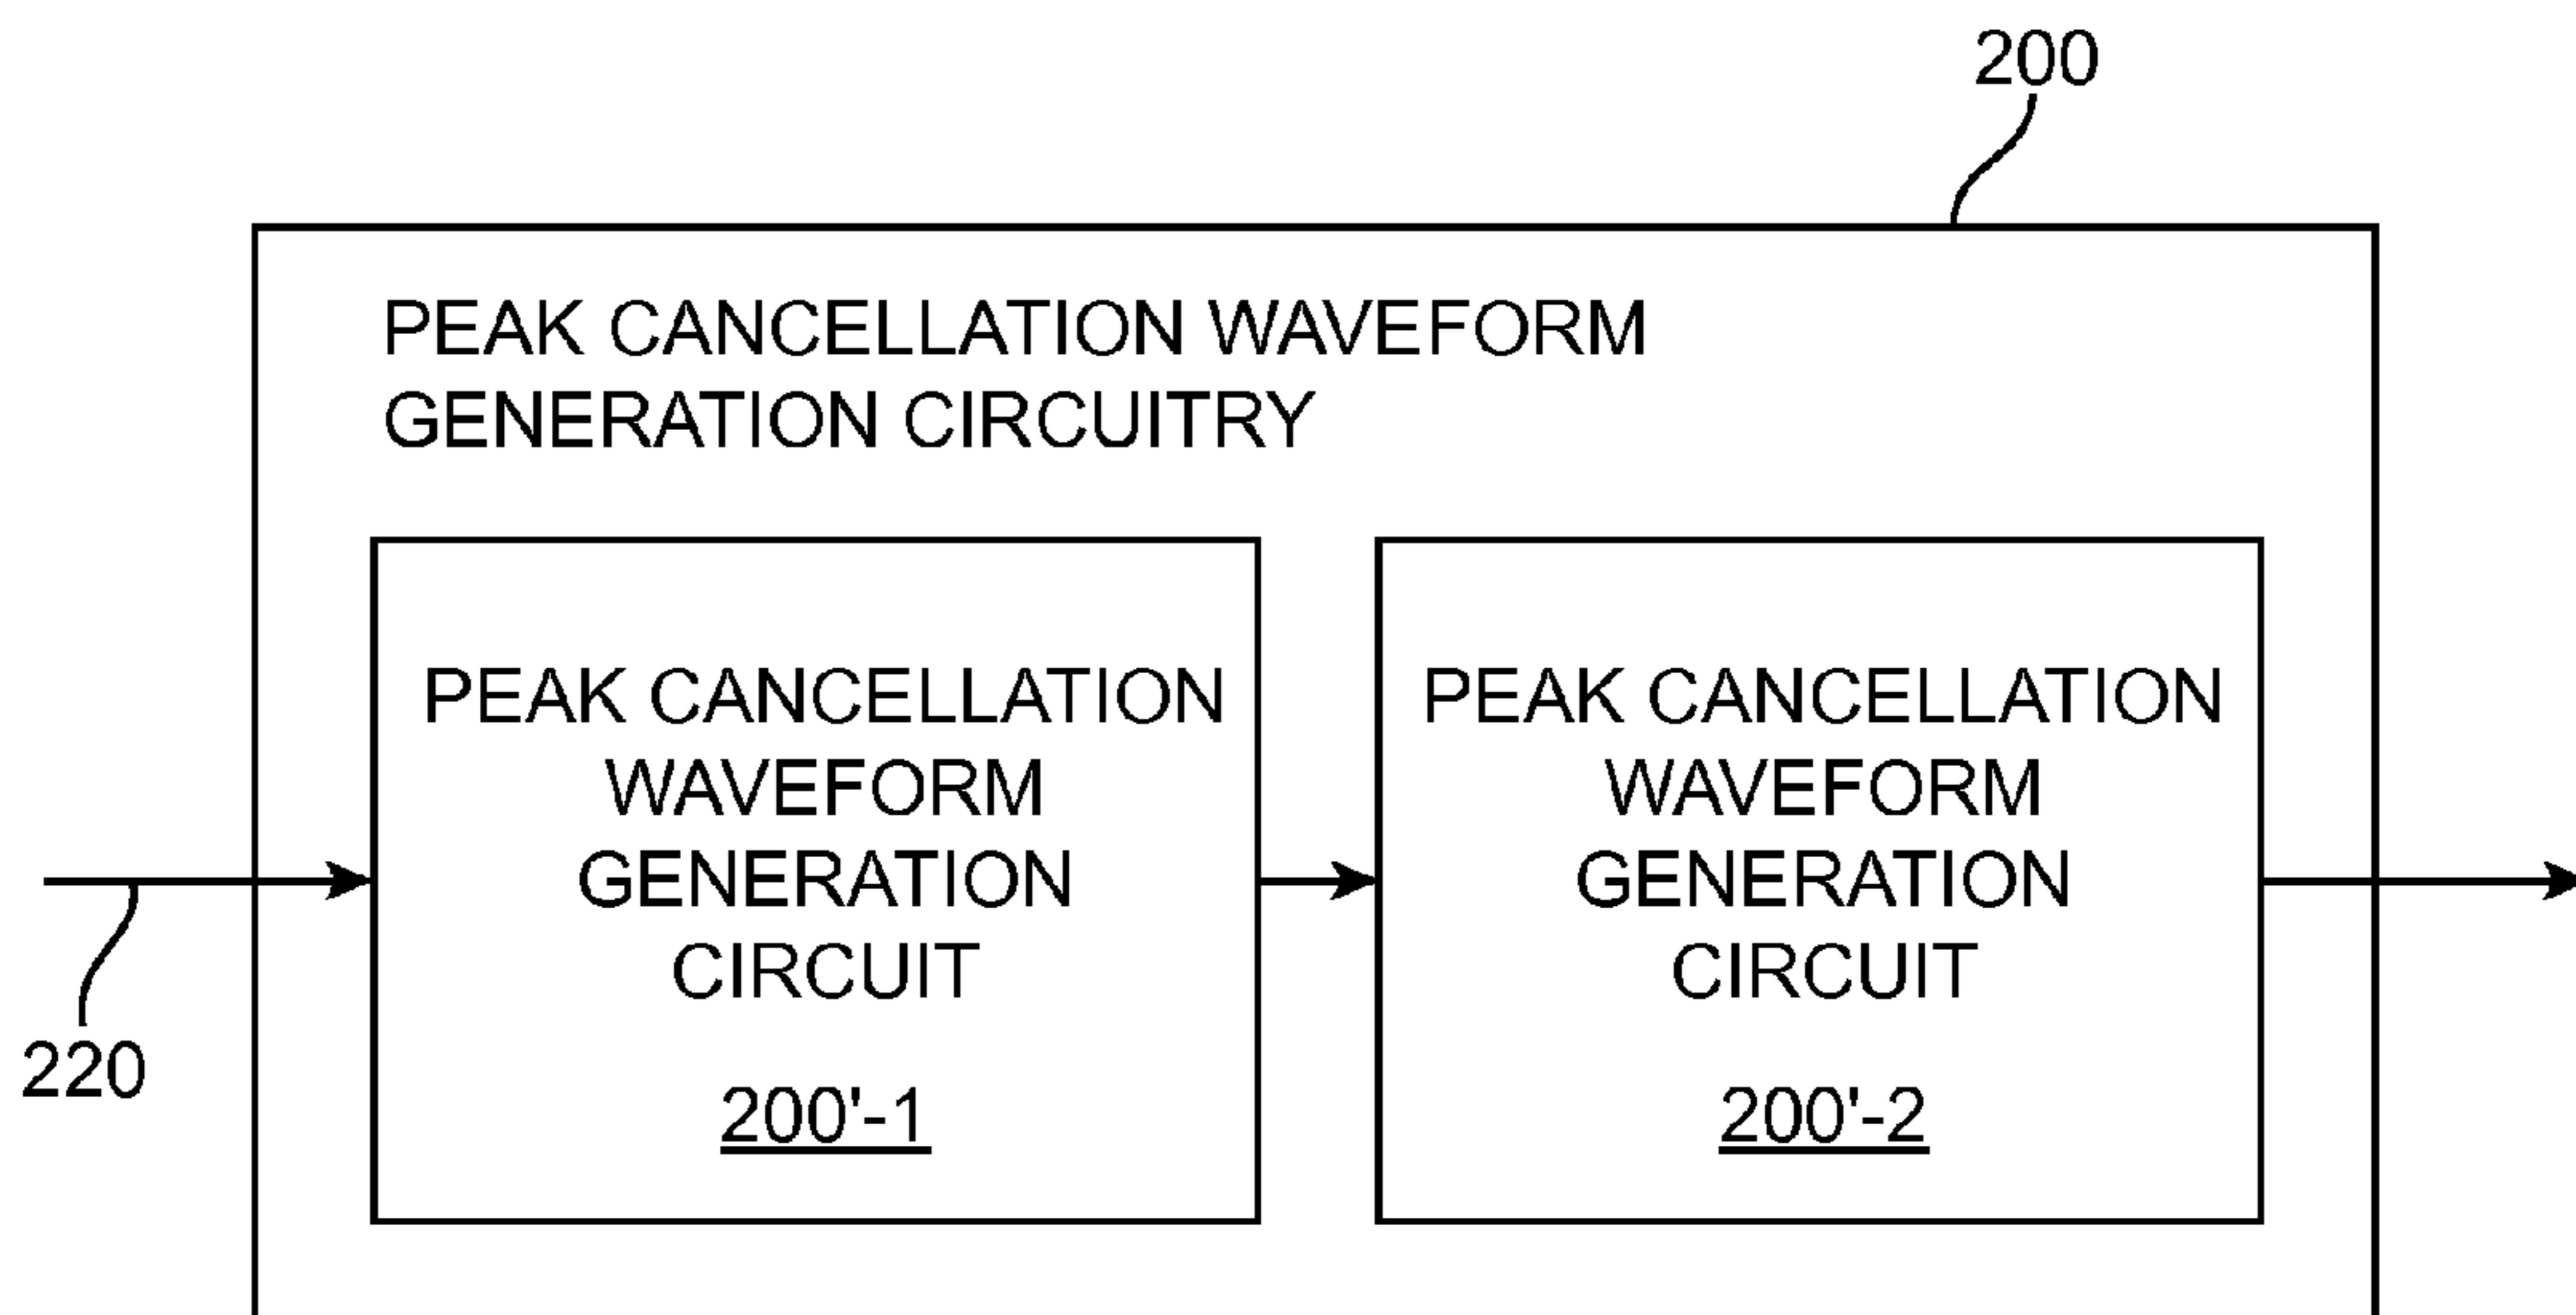 200
PEAK CANCELLATION WAVEFORM
GENERATION CIRCUITRY
PEAK CANCELLATION
WAVEFORM
GENERATION
CIRCUIT
200'-1
PEAK CANCELLATION
WAVEFORM
GENERATION
CIRCUIT
200'-2
220